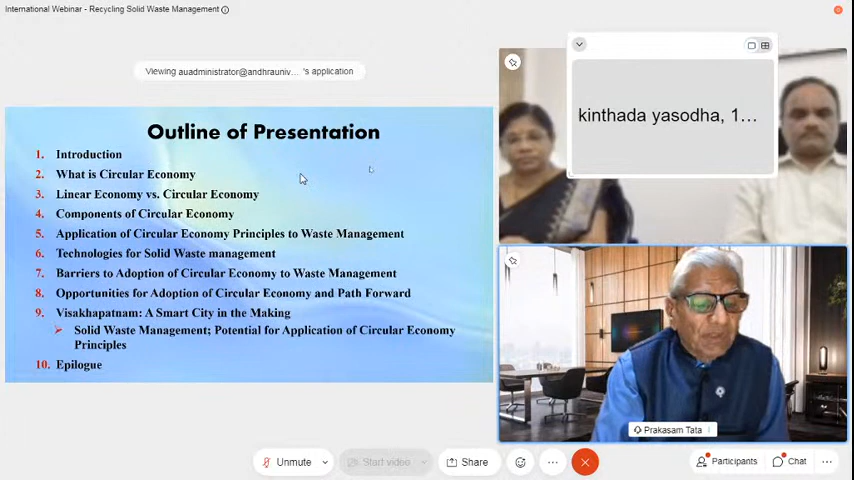 International Webinar - Recycling Solid Waste Management
Viewing auadministrator@andhrauniv... 's application
kinthada yasodha, 1...
Outline of Presentation
1. Introduction
2. What is Circular Economy
3. Linear Economy vs. Circular Economy
4. Components of Circular Economy
5. Application of Circular Economy Principles to Waste Management
6. Technologies for Solid Waste management
7. Barriers to Adoption of Circular Economy to Waste Management
8. Opportunities for Adoption of Circular Economy and Path Forward
9. Visakhapatnam: A Smart City in the Making
Solid Waste Management; Potential for Application of Circular Economy
Principles
10. Epilogue
Prakasam Tata
Unmute
Start video
Share
Participants
Chat